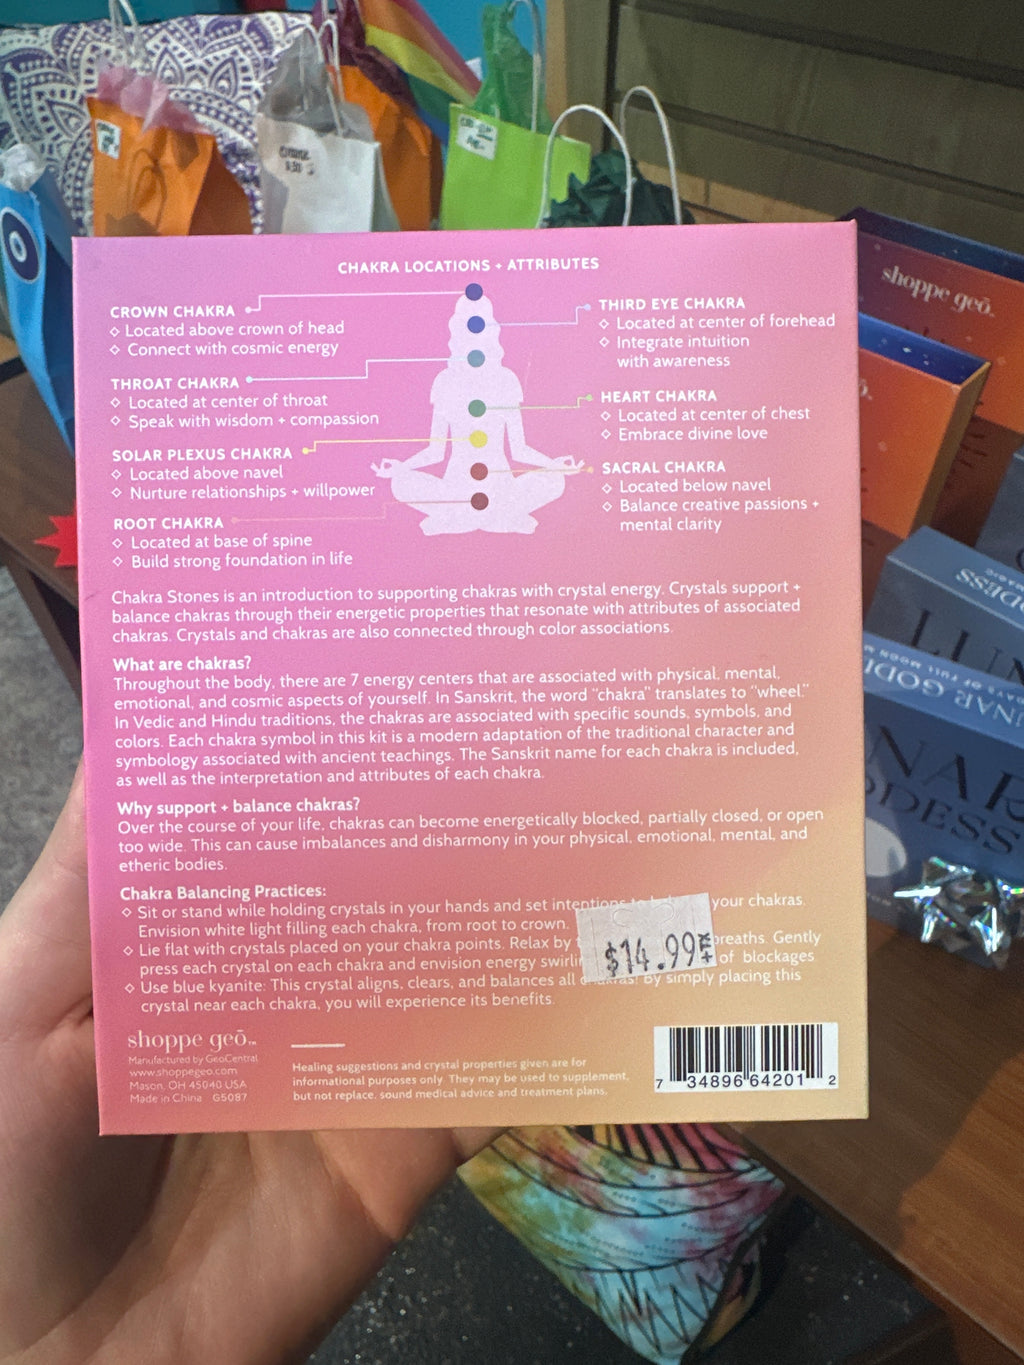 CHAKRA LOCATIONS + ATTRIBUTES
CROWN CHAKRA
◇ Located above crown of head
◇ Connect with cosmic energy
THROAT CHAKRA
◇ Located at center of throat
◇ Speak with wisdom + compassion
SOLAR PLEXUS CHAKRA
◇ Located above navel
◇ Nurture relationships + willpower
ROOT CHAKRA
◇ Located at base of spine
◇ Build strong foundation in life
THIRD EYE CHAKRA
◇ Located at center of forehead
◇ Integrate intuition
with awareness
HEART CHAKRA
◇ Located at center of chest
◇ Embrace divine love
SACRAL CHAKRA
◇ Located below navel
◇ Balance creative passions +
mental clarity
Chakra Stones is an introduction to supporting chakras with crystal energy. Crystals support +
balance chakras through their energetic properties that resonate with attributes of associated
chakras. Crystals and chakras are also connected through color associations.
What are chakras?
Throughout the body, there are 7 energy centers that are associated with physical, mental,
emotional, and cosmic aspects of yourself. In Sanskrit, the word "chakra" translates to "wheel."
In Vedic and Hindu traditions, the chakras are associated with specific sounds, symbols, and
colors. Each chakra symbol in this kit is a modern adaptation of the traditional character and
symbology associated with ancient teachings. The Sanskrit name for each chakra is included,
as well as the interpretation and attributes of each chakra.
Why support + balance chakras?
Over the course of your life, chakras can become energetically blocked, partially closed, or open
too wide. This can cause imbalances and disharmony in your physical, emotional, mental, and
etheric bodies.
Chakra Balancing Practices:
◇ Sit or stand while holding crystals in your hands and set intentions to your chakras.
Envision white light filling each chakra, from root to crown.
◇ Lie flat with crystals placed on your chakra points. Relax by breaths. Gently
press each crystal on each chakra and envision energy of blockages
◇ Use blue kyanite: This crystal aligns, clears, and balances all chakras! By simply placing this
crystal near each chakra, you will experience its benefits.
$14.99
shoppe geō™
Manufactured by GeoCentral
www.shoppegeo.com
Mason, OH 45040 USA
Made in China G5087
Healing suggestions and crystal properties given are for
informational purposes only. They may be used to supplement,
but not replace, sound medical advice and treatment plans.
7 34896 64201 2
shoppe geō™